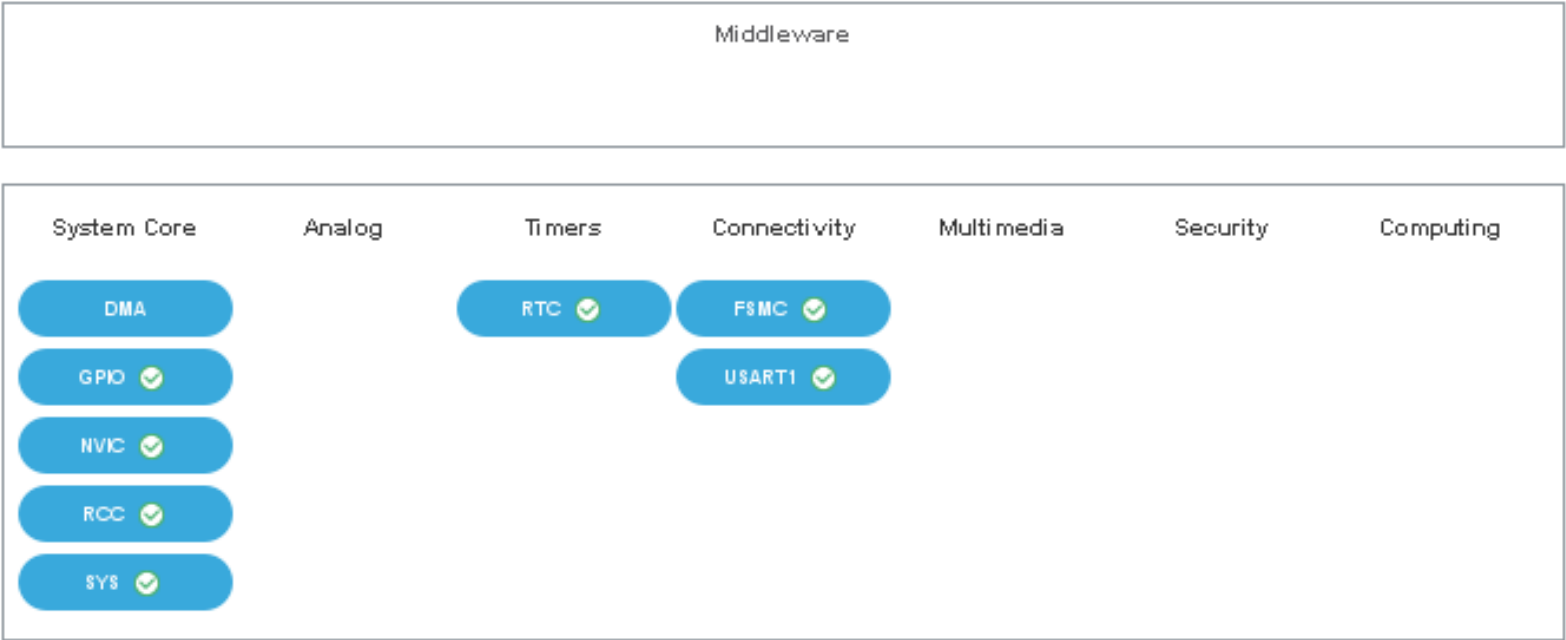 Middleware
System Core Analog Timers Connectivity Multimedia Security Computing
DMA RTC FSMC
GPIO USART1
NVIC
RCC
SYS